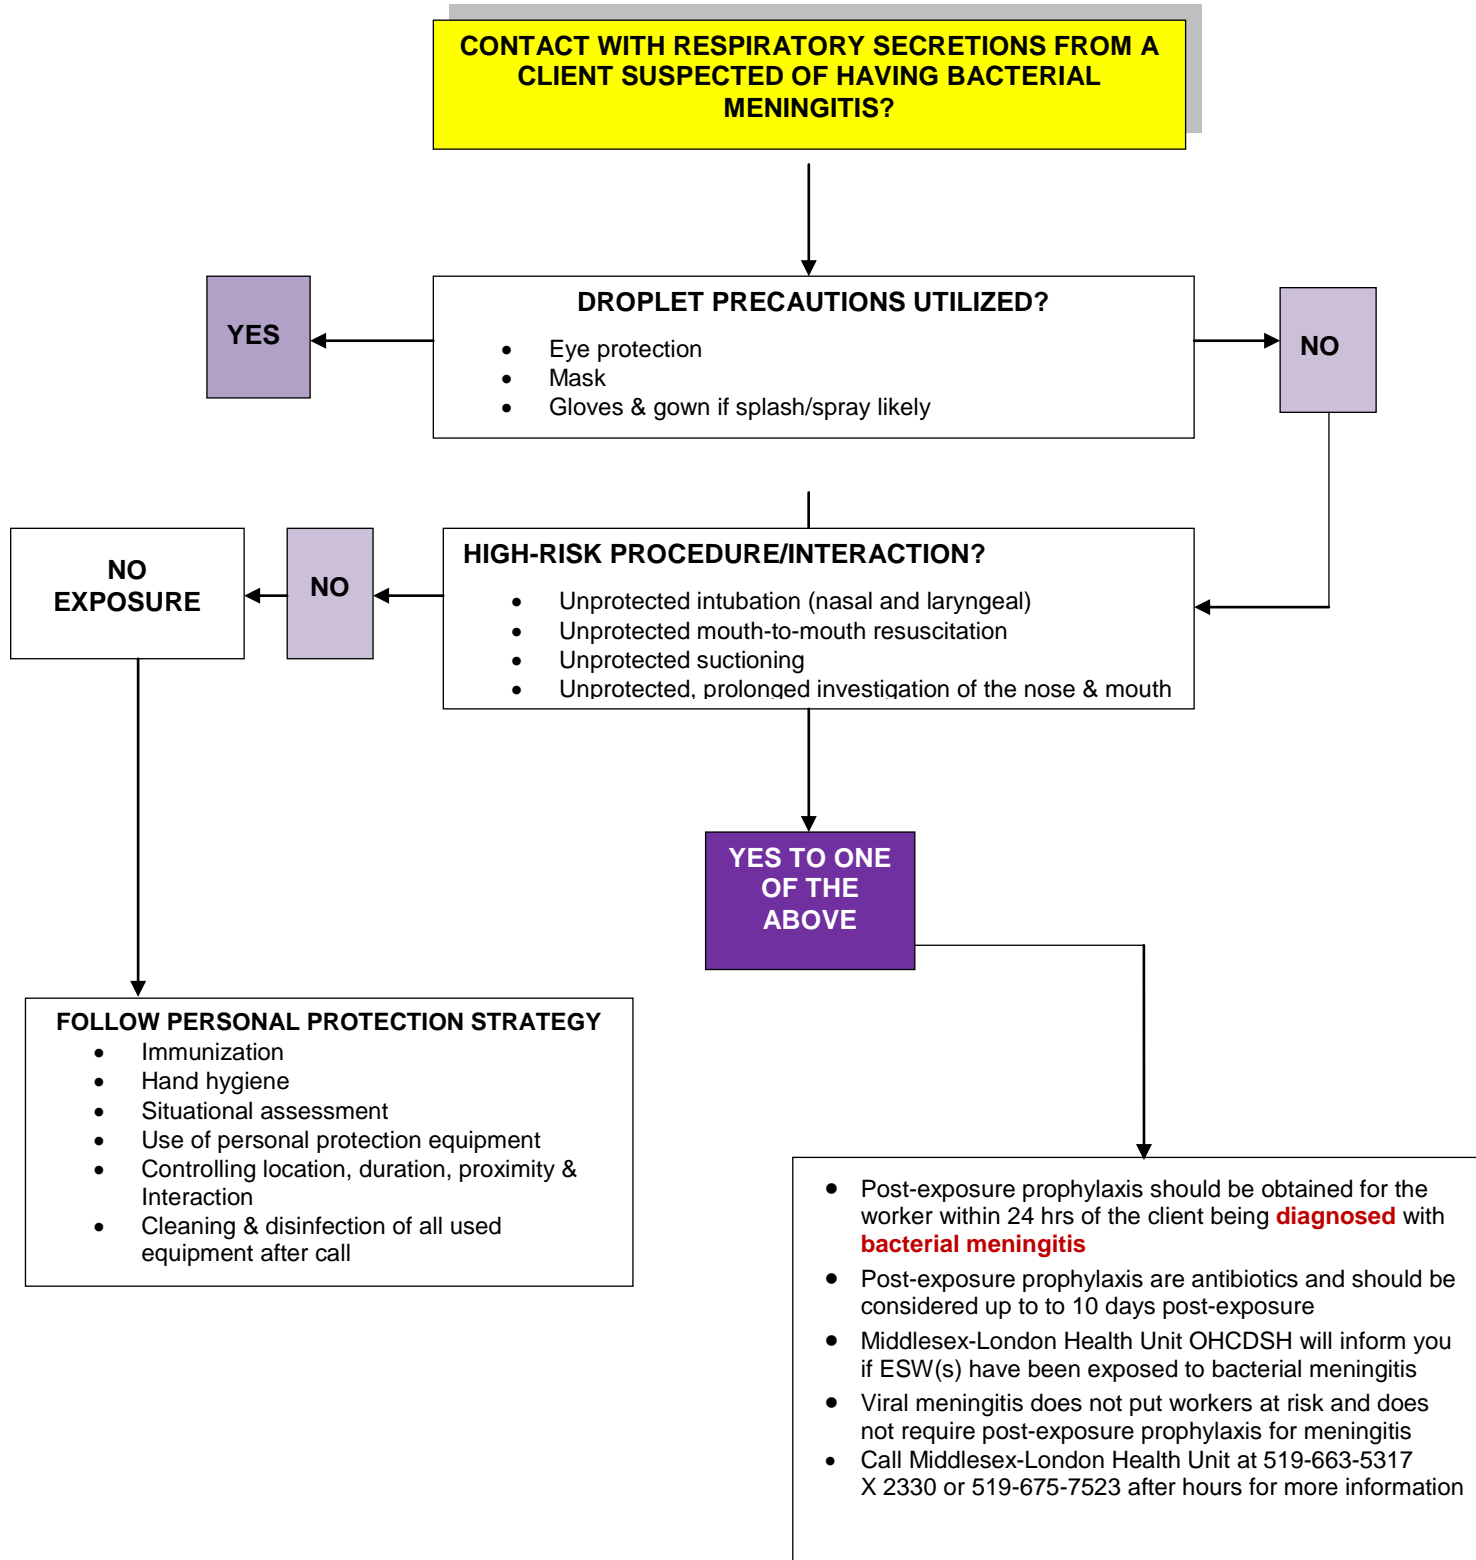 CONTACT WITH RESPIRATORY SECRETIONS FROM A
CLIENT SUSPECTED OF HAVING BACTERIAL
MENINGITIS?
DROPLET PRECAUTIONS UTILIZED?
• Eye protection
• Mask
• Gloves & gown if splash/spray likely
YES
NO
HIGH-RISK PROCEDURE/INTERACTION?
• Unprotected intubation (nasal and laryngeal)
• Unprotected mouth-to-mouth resuscitation
• Unprotected suctioning
• Unprotected, prolonged investigation of the nose & mouth
NO
NO
EXPOSURE
YES TO ONE
OF THE
ABOVE
FOLLOW PERSONAL PROTECTION STRATEGY
• Immunization
• Hand hygiene
• Situational assessment
• Use of personal protection equipment
• Controlling location, duration, proximity &
Interaction
• Cleaning & disinfection of all used
equipment after call
• Post-exposure prophylaxis should be obtained for the
worker within 24 hrs of the client being diagnosed with
bacterial meningitis
• Post-exposure prophylaxis are antibiotics and should be
considered up to to 10 days post-exposure
• Middlesex-London Health Unit OHCDSH will inform you
if ESW(s) have been exposed to bacterial meningitis
• Viral meningitis does not put workers at risk and does
not require post-exposure prophylaxis for meningitis
• Call Middlesex-London Health Unit at 519-663-5317
X 2330 or 519-675-7523 after hours for more information